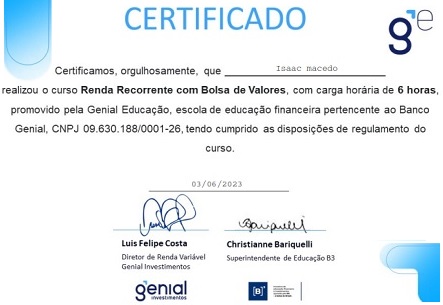 CERTIFICADO
ge
Certificamos, orgulhosamente, que Isaac macedo
realizou o curso Renda Recorrente com Bolsa de Valores, com carga horária de 6 horas,
promovido pela Genial Educação, escola de educação financeira pertencente ao Banco
Genial, CNPJ 09.630.188/0001-26, tendo cumprido as disposições de regulamento do
curso.
03/06/2023
Luis Felipe Costa
Diretor de Renda Variável
Genial Investimentos
Christianne Bariquelli
Superintendente de Educação B3
genial
investimentos
[B]